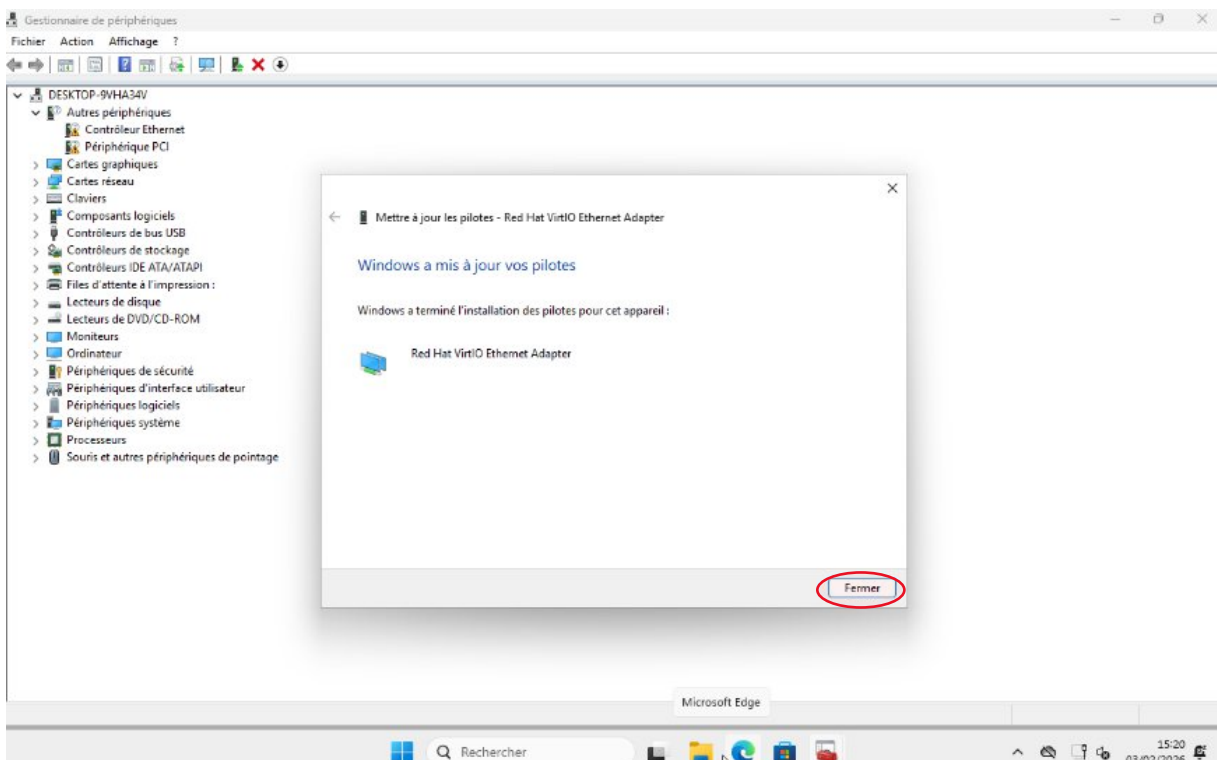 Gestionnaire de périphériques
Fichier Action Affichage ?
DESKTOP-9VHA34V
Autres périphériques
Contrôleur Ethernet
Périphérique PCI
Cartes graphiques
Cartes réseau
Claviers
Composants logiciels
Contrôleurs de bus USB
Contrôleurs de stockage
Contrôleurs IDE ATA/ATAPI
Files d'attente à l'impression :
Lecteurs de disque
Lecteurs de DVD/CD-ROM
Moniteurs
Ordinateur
Périphériques de sécurité
Périphériques d'interface utilisateur
Périphériques logiciels
Périphériques système
Processeurs
Souris et autres périphériques de pointage
Mettre à jour les pilotes - Red Hat VirtIO Ethernet Adapter
Windows a mis à jour vos pilotes
Windows a terminé l'installation des pilotes pour cet appareil :
Red Hat VirtIO Ethernet Adapter
Fermer
Microsoft Edge
Rechercher
15:20
03/02/2026